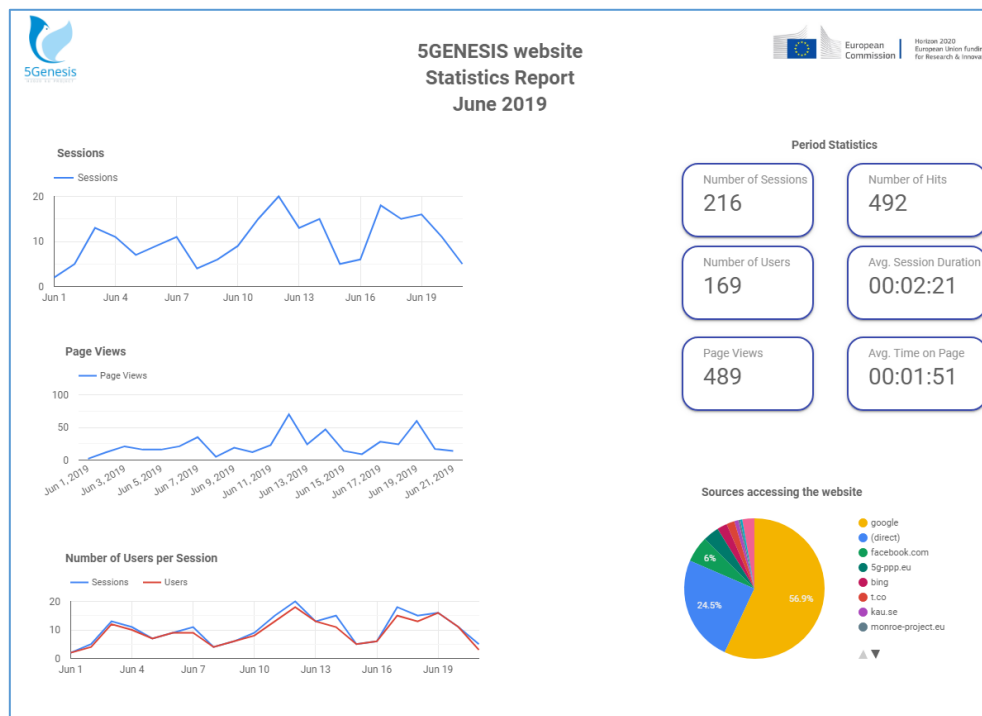 5Genesis
5GENESIS website
Statistics Report
June 2019
European
Commission
Horizon 2020
European Union Fundin
for Research & Innova
Sessions
Sessions
20
10
0
Jun 1
Jun 4
Jun 7
Jun 10
Jun 13
Jun 16
Jun 19
Page Views
Page Views
100
50
0
Jun 1, 2019
Jun 3, 2019
Jun 5, 2019
Jun 7, 2019
Jun 9, 2019
Jun 11, 2019
Jun 13, 2019
Jun 15, 2019
Jun 17, 2019
Jun 19, 2019
Jun 21, 2019
Number of Users per Session
Sessions
Users
20
10
0
Jun 1
Jun 4
Jun 7
Jun 10
Jun 13
Jun 16
Jun 19
Period Statistics
Number of Sessions
216
Number of Hits
492
Number of Users
169
Avg. Session Duration
00:02:21
Page Views
489
Avg. Time on Page
00:01:51
Sources accessing the website
56.9%
24.5%
6%
google
(direct)
facebook.com
5g-ppp.eu
bing
t.co
kau.se
monroe-project.eu